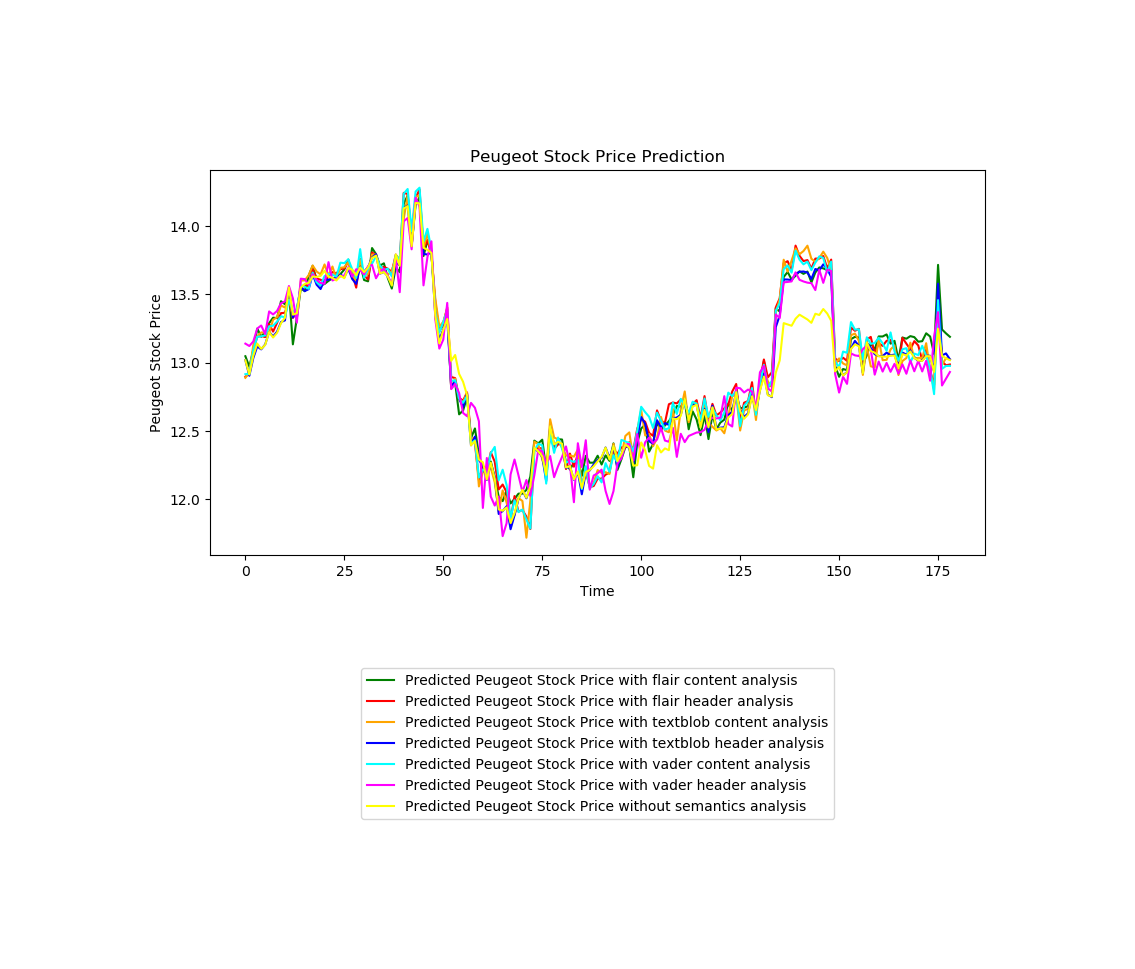 Peugeot Stock Price Prediction
Peugeot Stock Price
14.0
13.5
13.0
12.5
12.0
0 25 50 75 100 125 150 175
Time
Predicted Peugeot Stock Price with flair content analysis
Predicted Peugeot Stock Price with flair header analysis
Predicted Peugeot Stock Price with textblob content analysis
Predicted Peugeot Stock Price with textblob header analysis
Predicted Peugeot Stock Price with vader content analysis
Predicted Peugeot Stock Price with vader header analysis
Predicted Peugeot Stock Price without semantics analysis